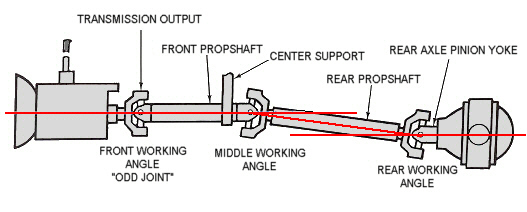 TRANSMISSION OUTPUT
FRONT PROPSHAFT
CENTER SUPPORT
REAR AXLE PINION YOKE
REAR PROPSHAFT
FRONT WORKING
ANGLE
"ODD JOINT"
MIDDLE WORKING
ANGLE
REAR WORKING
ANGLE